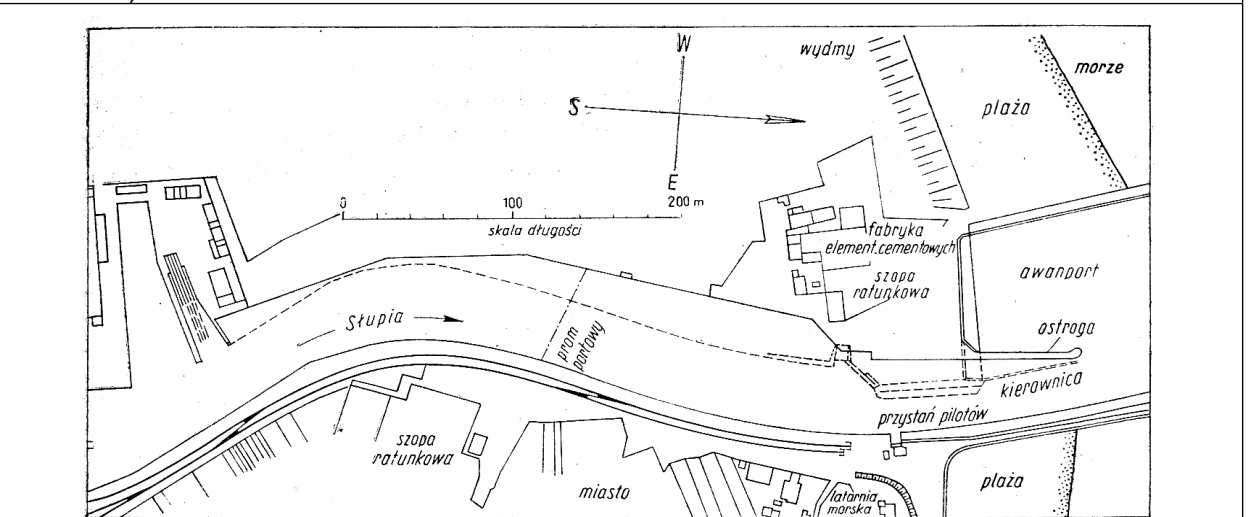 W
wydmy
morze
plaża
S
E
0 100 200 m
skala długości
fabryka
element.cementowych
szopa
ratunkowa
awanport
ostroga
Słupia
prom
portowy
kierownica
przystań pilotów
szopa
ratunkowa
miasto
latarnia
morska
plaża